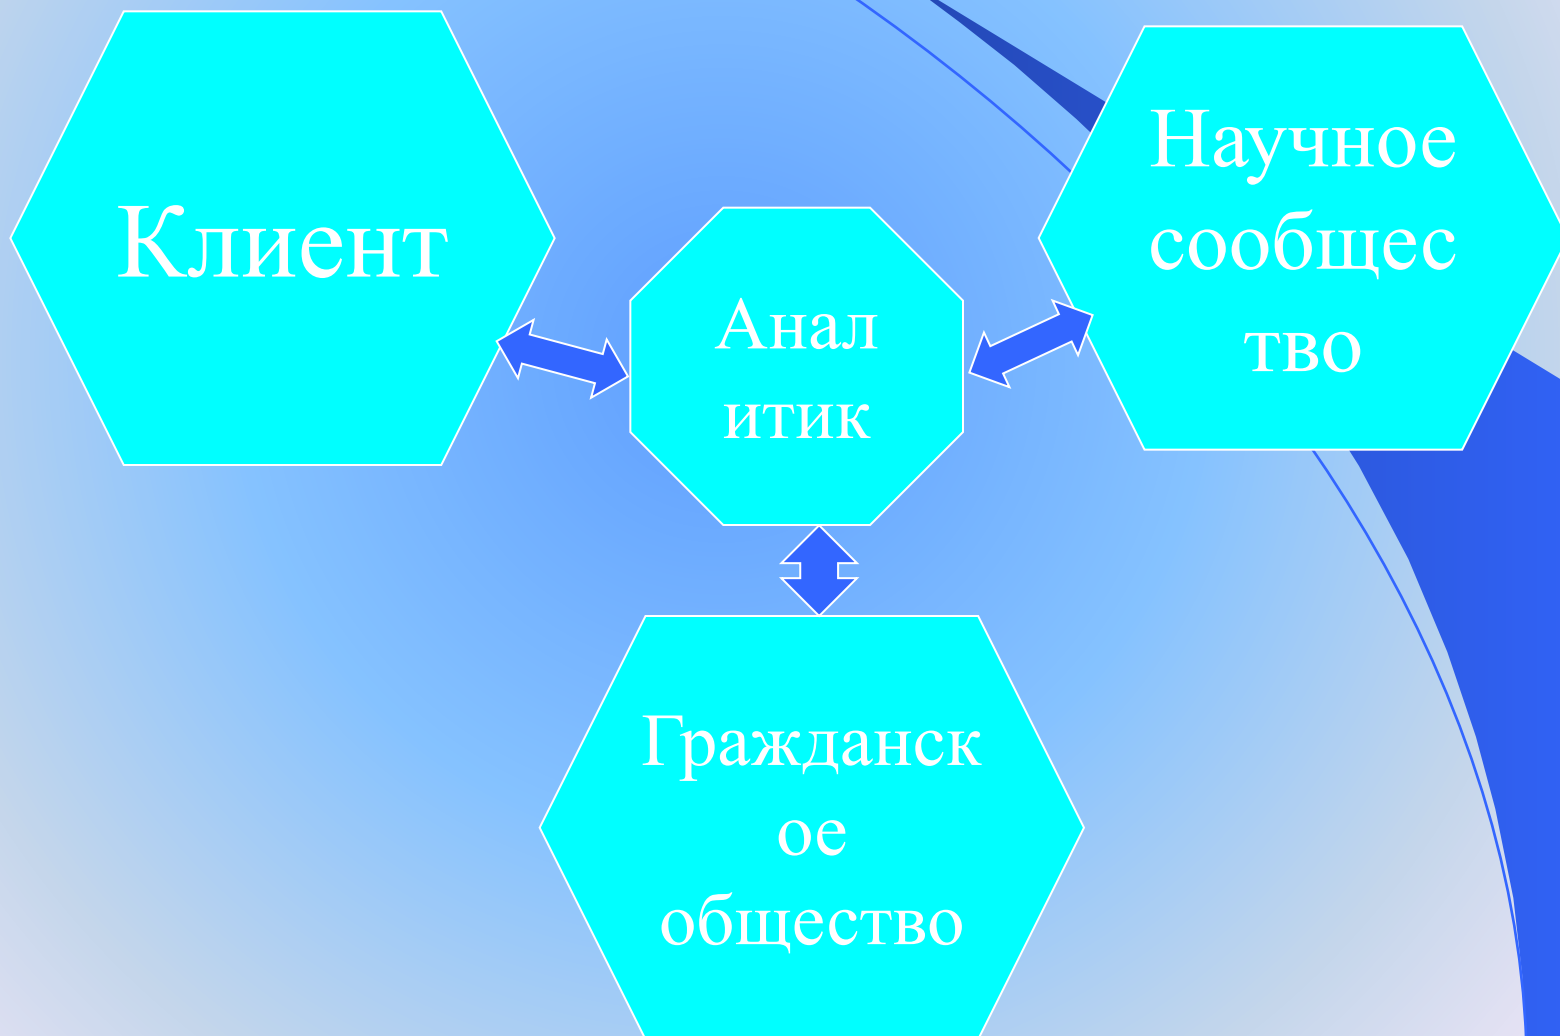 Клиент
Научное
сообщес
тво
Анал
итик
Гражданск
ое
общество